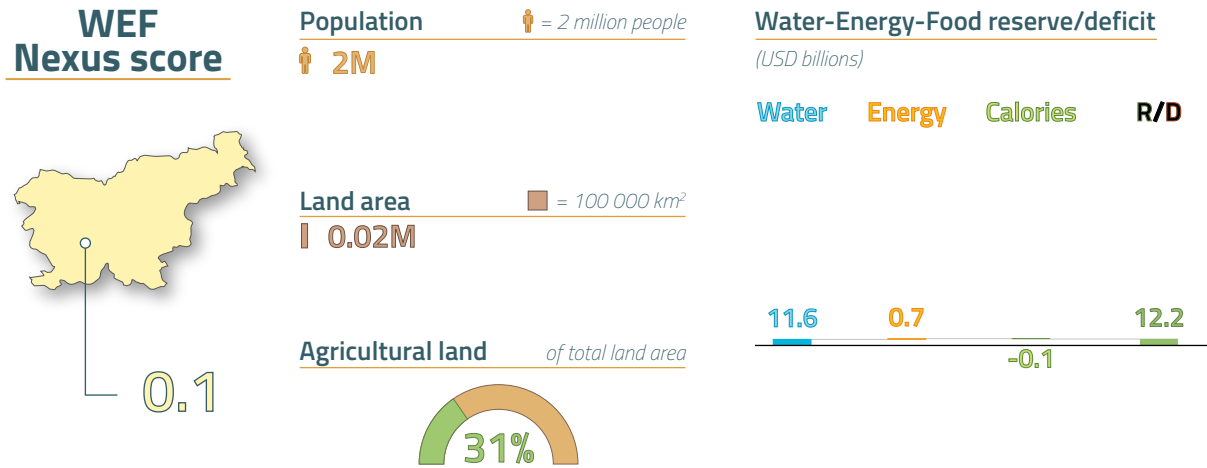 WEF
Nexus score
0.1
Population
= 2 million people
2M
Land area
= 100 000 km²
0.02M
Agricultural land
of total land area
31%
Water-Energy-Food reserve/deficit
(USD billions)
Water Energy Calories R/D
11.6 0.7 -0.1 12.2